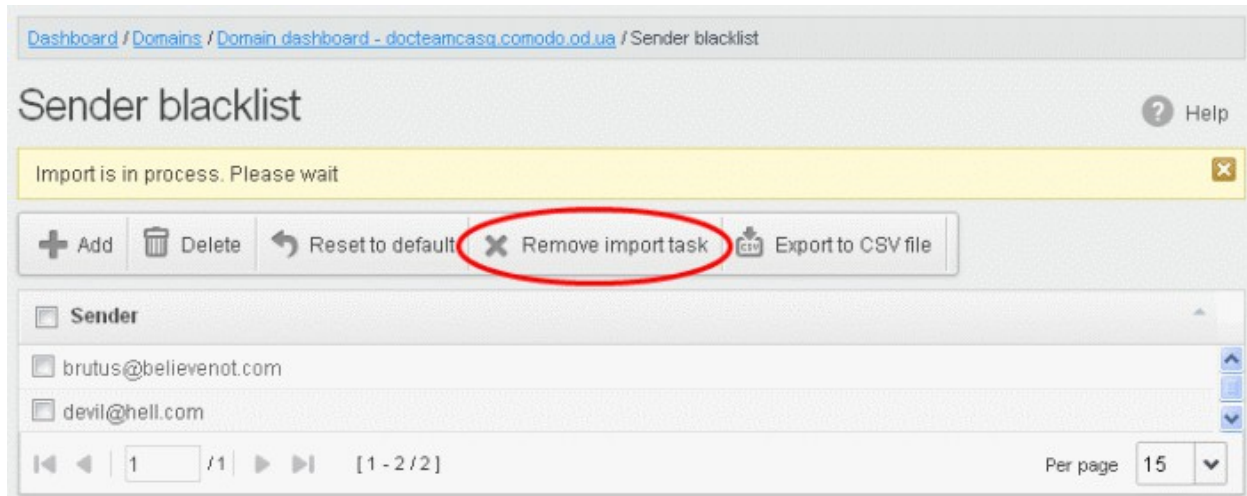 Dashboard / Domains / Domain dashboard - docteamcasg.comodo.od.ua / Sender blacklist
Sender blacklist
Help
Import is in process. Please wait
Add Delete Reset to default Remove import task CSV Export to CSV file
Sender
brutus@believenot.com
devil@hell.com
1 /1 [1 - 2 / 2] Per page 15